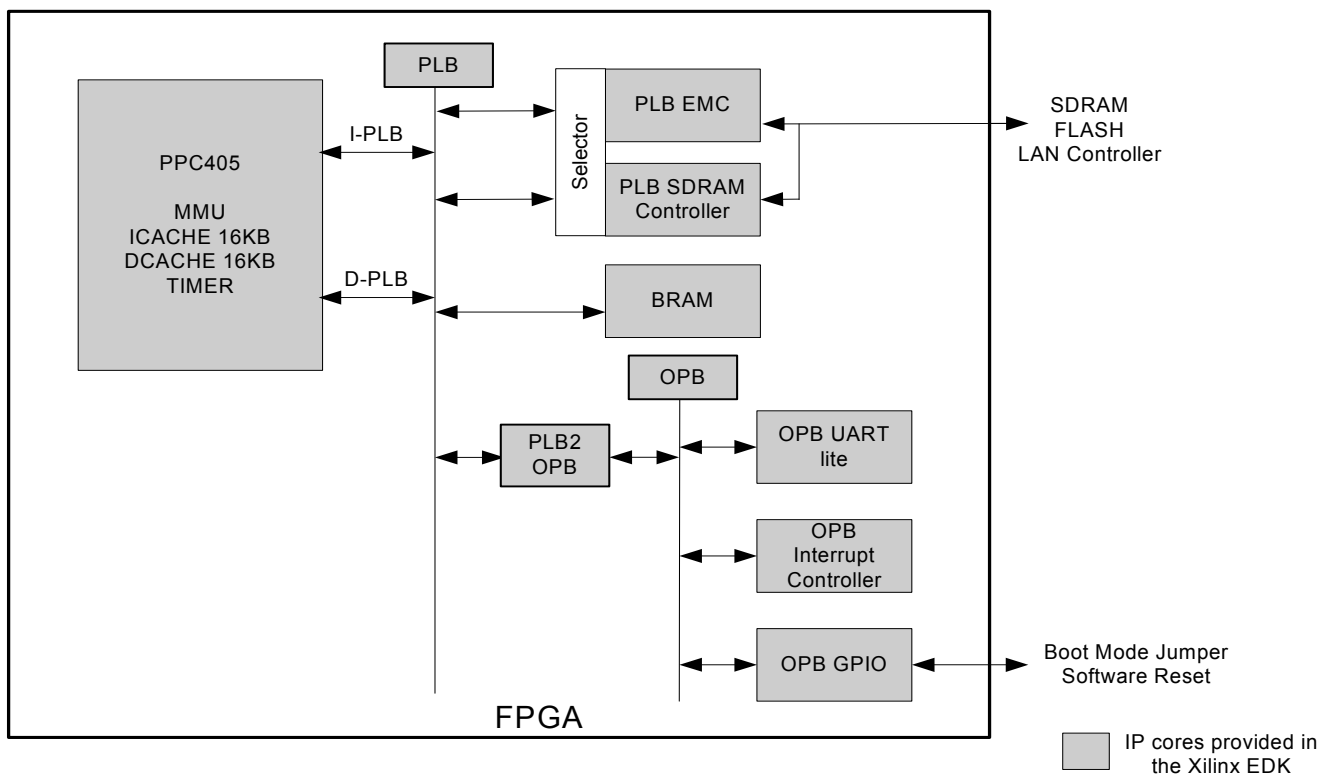 PLB
PLB EMC
SDRAM
FLASH
LAN Controller
I-PLB
Selector
PPC405
MMU
ICACHE 16KB
DCACHE 16KB
TIMER
PLB SDRAM
Controller
D-PLB
BRAM
OPB
PLB2
OPB
OPB UART
lite
OPB
Interrupt
Controller
OPB GPIO
Boot Mode Jumper
Software Reset
FPGA
IP cores provided in
the Xilinx EDK